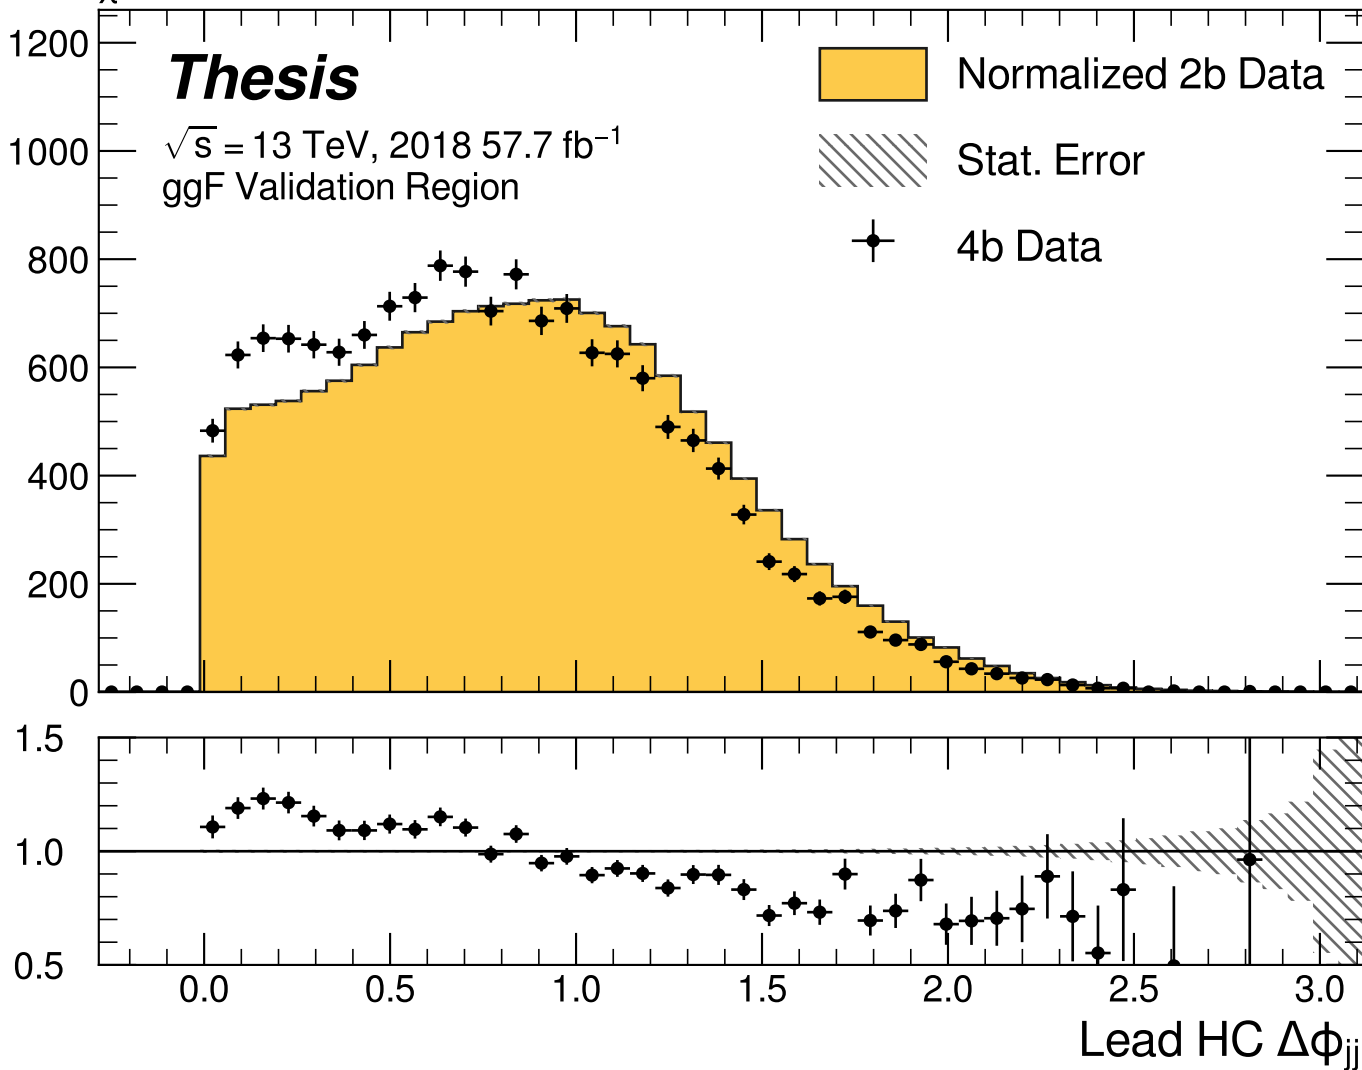 1200
Thesis
Normalized 2b Data
√s = 13 TeV, 2018 57.7 fb⁻¹
1000
Stat. Error
ggF Validation Region
4b Data
800
600
400
200
0
1.5
1.0
0.5
0.0 0.5 1.0 1.5 2.0 2.5 3.0
Lead HC Δϕjj